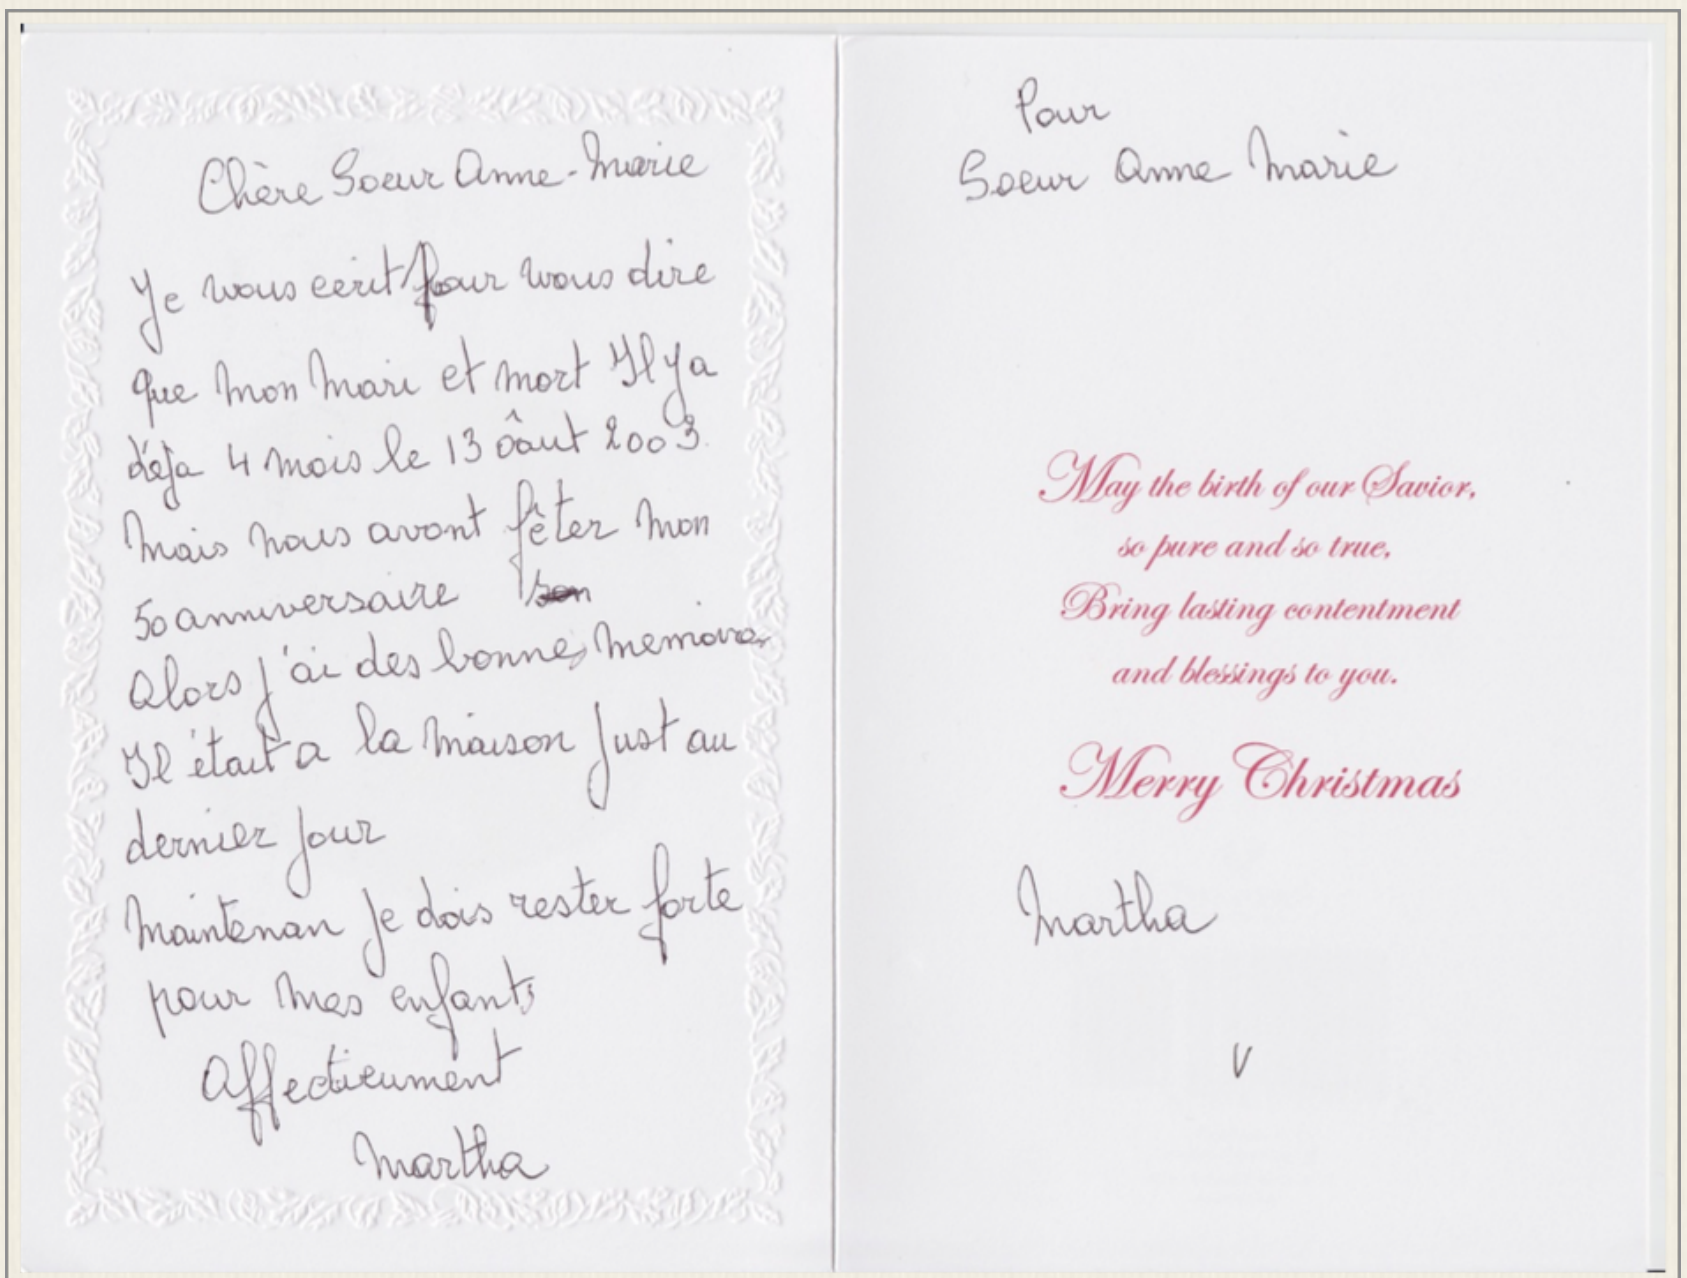 Chère Soeur Anne-Marie
Je vous ecrit pour vous dire
que mon mari et mort Il y a
déja 4 mois le 13 oâut 2003.
Mais nous avont fêter mon
50 anniversaire
Alors j'ai des bonnes memoires
Il était a la maison just au
dernier jour
Maintenan je dois rester forte
pour mes enfants
Affectieument
Martha
Pour
Soeur Anne Marie
May the birth of our Savior,
so pure and so true,
Bring lasting contentment
and blessings to you.
Merry Christmas
Martha
V